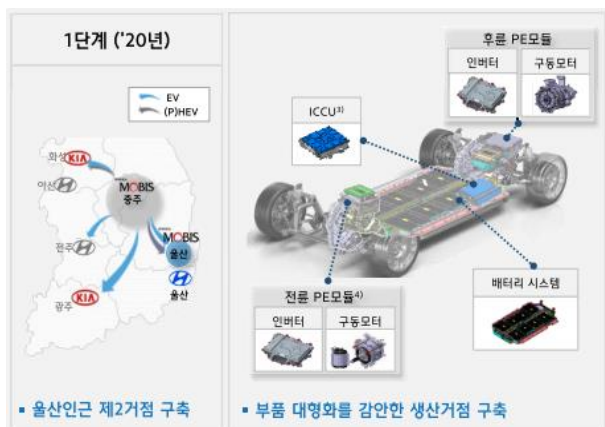 1단계 ('20년)
EV
(P)HEV
화성 KIA
아산
MOBIS
충주
전주
MOBIS
울산
울산
광주 KIA
▪ 울산인근 제2거점 구축
후륜 PE모듈
인버터
구동모터
ICCU3)
배터리 시스템
전륜 PE모듈4)
인버터
구동모터
▪ 부품 대형화를 감안한 생산거점 구축